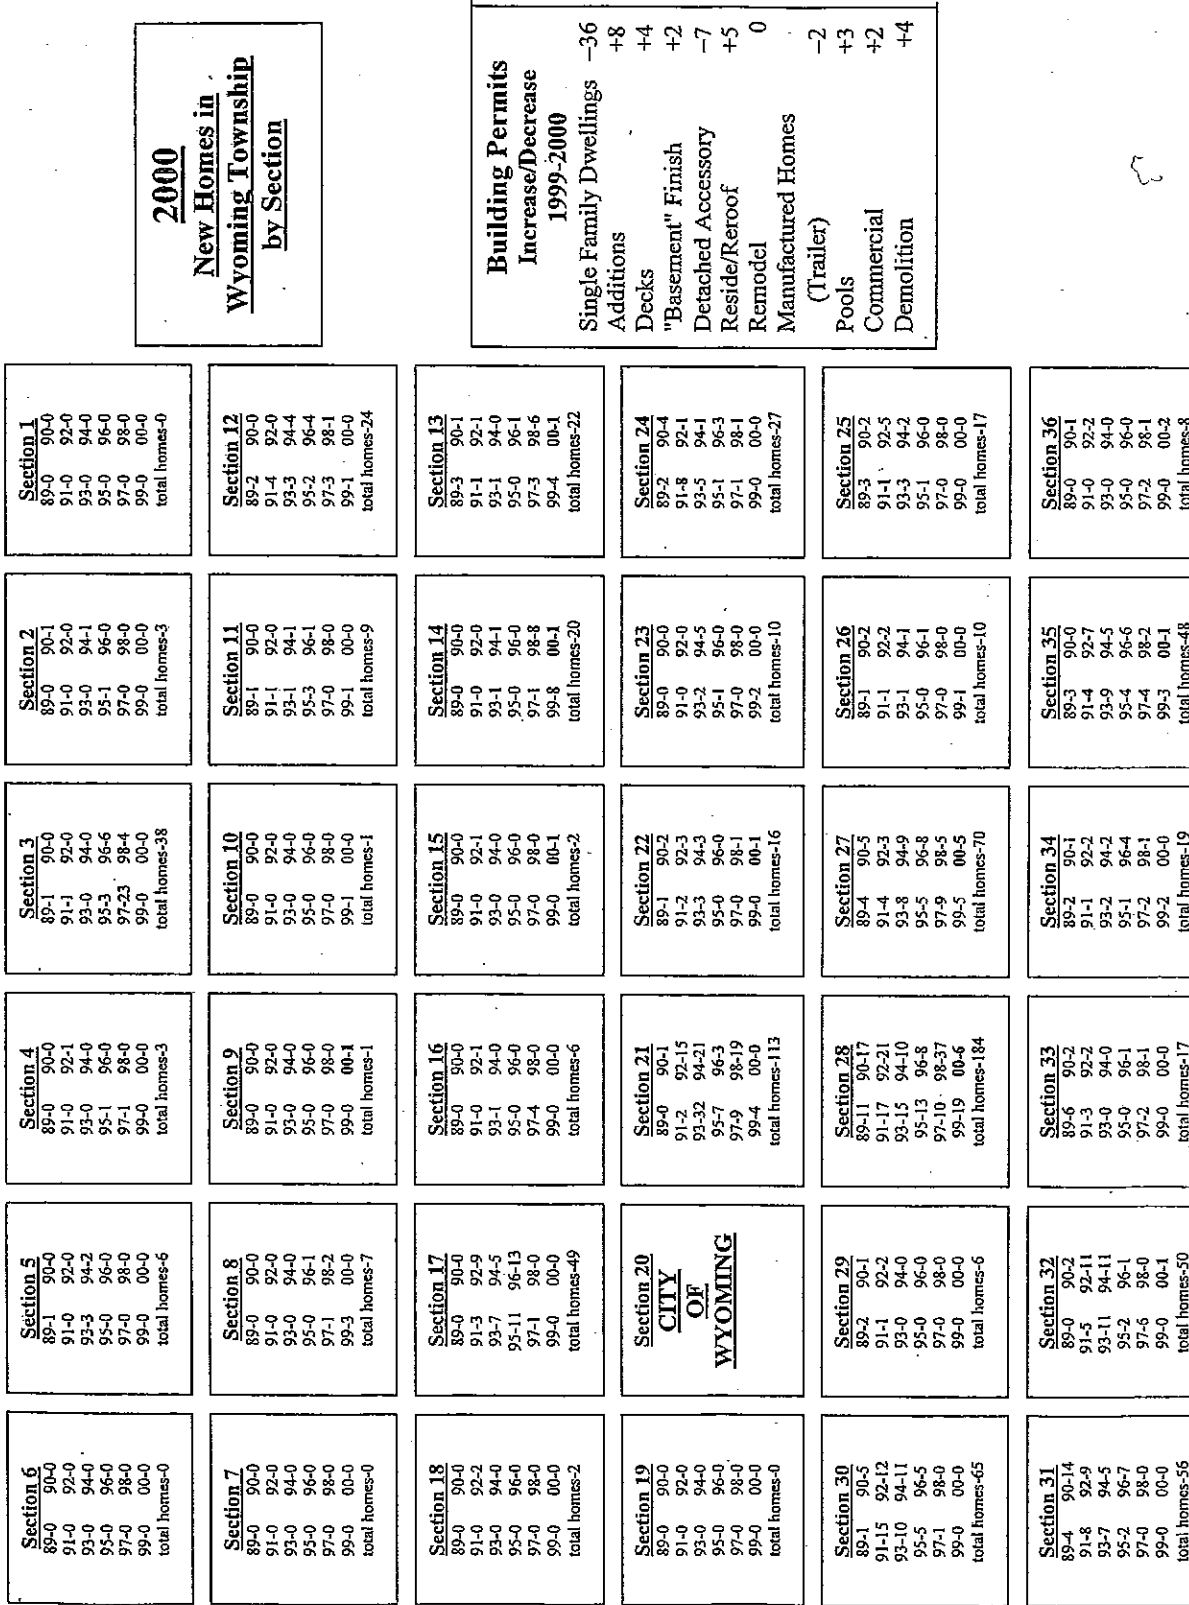 Section 6
89-0 90-0
91-0 92-0
93-0 94-0
95-0 96-0
97-0 98-0
99-0 00-0
total homes-0
Section 5
89-1 90-0
91-0 92-0
93-3 94-2
95-0 96-0
97-0 98-0
99-0 00-0
total homes-6
Section 4
89-0 90-0
91-0 92-1
93-0 94-0
95-1 96-0
97-1 98-0
99-0 00-0
total homes-3
Section 3
89-1 90-0
91-1 92-0
93-0 94-0
95-3 96-6
97-23 98-4
99-0 00-0
total homes-38
Section 2
89-0 90-1
91-0 92-0
93-0 94-1
95-1 96-0
97-0 98-0
99-0 00-0
total homes-3
Section 1
89-0 90-0
91-0 92-0
93-0 94-0
95-0 96-0
97-0 98-0
99-0 00-0
total homes-0
2000
New Homes in
Wyoming Township
by Section
Section 7
89-0 90-0
91-0 92-0
93-0 94-0
95-0 96-0
97-0 98-0
99-0 00-0
total homes-0
Section 8
89-0 90-0
91-0 92-0
93-0 94-0
95-0 96-1
97-1 98-2
99-3 00-0
total homes-7
Section 9
89-0 90-0
91-0 92-0
93-0 94-0
95-0 96-0
97-0 98-0
99-0 00-1
total homes-1
Section 10
89-0 90-0
91-0 92-0
93-0 94-0
95-0 96-0
97-0 98-0
99-1 00-0
total homes-1
Section 11
89-1 90-0
91-1 92-0
93-1 94-1
95-3 96-1
97-0 98-0
99-1 00-0
total homes-9
Section 12
89-2 90-0
91-4 92-0
93-3 94-4
95-2 96-4
97-3 98-1
99-1 00-0
total homes-24
Section 18
89-0 90-0
91-0 92-2
93-0 94-0
95-0 96-0
97-0 98-0
99-0 00-0
total homes-2
Section 17
89-0 90-0
91-3 92-9
93-7 94-5
95-11 96-13
97-1 98-0
99-0 00-0
total homes-49
Section 16
89-0 90-0
91-0 92-1
93-1 94-0
95-0 96-0
97-4 98-0
99-0 00-0
total homes-6
Section 15
89-0 90-0
91-0 92-1
93-0 94-0
95-0 96-0
97-0 98-0
99-0 00-1
total homes-2
Section 14
89-0 90-0
91-0 92-0
93-1 94-1
95-0 96-0
97-1 98-8
99-8 00-1
total homes-20
Section 13
89-3 90-1
91-1 92-1
93-1 94-0
95-0 96-1
97-3 98-6
99-4 00-1
total homes-22
Building Permits
Increase/Decrease
1999-2000
Single Family Dwellings -36
Additions +8
Decks +4
"Basement" Finish +2
Detached Accessory -7
Reside/Reroof +5
Remodel 0
Manufactured Homes
(Trailer) -2
Pools +3
Commercial +2
Demolition +4
Section 19
89-0 90-0
91-0 92-0
93-0 94-0
95-0 96-0
97-0 98-0
99-0 00-0
total homes-0
Section 20
CITY
OF
WYOMING
Section 21
89-0 90-1
91-2 92-15
93-32 94-21
95-7 96-3
97-9 98-19
99-4 00-0
total homes-113
Section 22
89-1 90-2
91-2 92-3
93-3 94-3
95-0 96-0
97-0 98-1
99-0 00-1
total homes-16
Section 23
89-0 90-0
91-0 92-0
93-2 94-5
95-1 96-0
97-0 98-0
99-2 00-0
total homes-10
Section 24
89-2 90-4
91-8 92-1
93-5 94-1
95-1 96-3
97-1 98-1
99-0 00-0
total homes-27
Section 30
89-1 90-5
91-15 92-12
93-10 94-11
95-5 96-5
97-1 98-0
99-0 00-0
total homes-65
Section 29
89-2 90-1
91-1 92-2
93-0 94-0
95-0 96-0
97-0 98-0
99-0 00-0
total homes-6
Section 28
89-11 90-17
91-17 92-21
93-15 94-10
95-13 96-8
97-10 98-37
99-19 00-6
total homes-184
Section 27
89-4 90-5
91-4 92-3
93-8 94-9
95-5 96-8
97-9 98-5
99-5 00-5
total homes-70
Section 26
89-1 90-2
91-1 92-2
93-1 94-1
95-0 96-1
97-0 98-0
99-1 00-0
total homes-10
Section 25
89-3 90-2
91-1 92-5
93-3 94-2
95-1 96-0
97-0 98-0
99-0 00-0
total homes-17
Section 31
89-4 90-14
91-8 92-9
93-7 94-5
95-2 96-7
97-0 98-0
99-0 00-0
total homes-56
Section 32
89-0 90-2
91-5 92-11
93-11 94-11
95-2 96-1
97-6 98-0
99-0 00-1
total homes-50
Section 33
89-6 90-2
91-3 92-2
93-0 94-0
95-0 96-1
97-2 98-1
99-0 00-0
total homes-17
Section 34
89-2 90-1
91-1 92-2
93-2 94-2
95-1 96-4
97-2 98-1
99-2 00-0
total homes-19
Section 35
89-3 90-0
91-4 92-7
93-9 94-5
95-4 96-6
97-4 98-2
99-3 00-1
total homes-48
Section 36
89-0 90-1
91-0 92-2
93-0 94-0
95-0 96-0
97-2 98-1
99-0 00-2
total homes-8